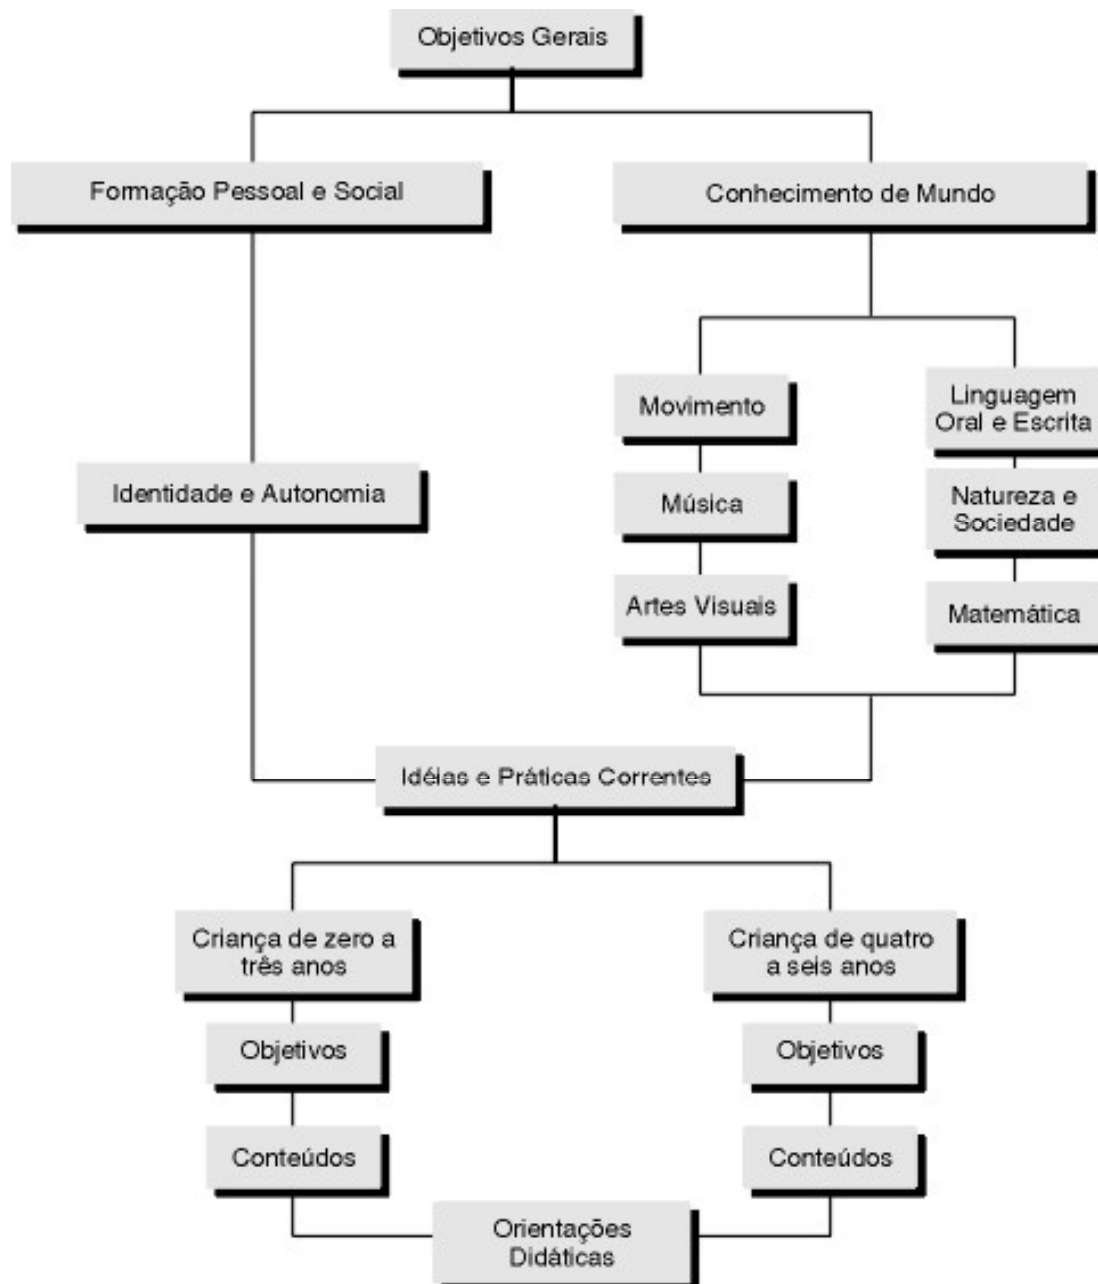 Objetivos Gerais
Formação Pessoal e Social
Conhecimento de Mundo
Movimento
Linguagem
Oral e Escrita
Identidade e Autonomia
Música
Natureza e
Sociedade
Artes Visuais
Matemática
Idéias e Práticas Correntes
Criança de zero a
três anos
Criança de quatro
a seis anos
Objetivos
Objetivos
Conteúdos
Conteúdos
Orientações
Didáticas